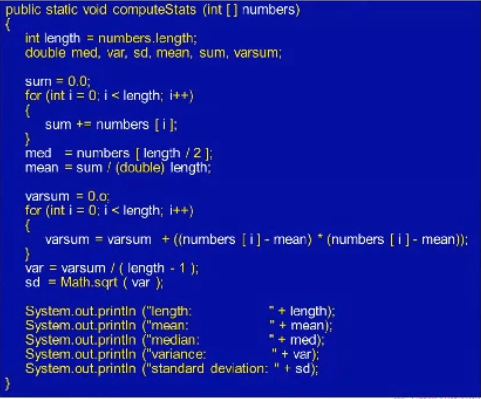 public static void computeStats (int [ ] numbers)
{
int length = numbers.length;
double med, var, sd, mean, sum, varsum;
sum = 0.0;
for (int i = 0; i < length; i++)
{
sum += numbers [ i ];
}
med = numbers [ length / 2 ];
mean = sum / (double) length;
varsum = 0.o;
for (int i = 0; i < length; i++)
{
varsum = varsum + ((numbers [ i ] - mean) * (numbers [ i ] - mean));
}
var = varsum / ( length - 1 );
sd = Math.sqrt ( var );
System.out.println ("length: " + length);
System.out.println ("mean: " + mean);
System.out.println ("median: " + med);
System.out.println ("variance: " + var);
System.out.println ("standard deviation: " + sd);
}